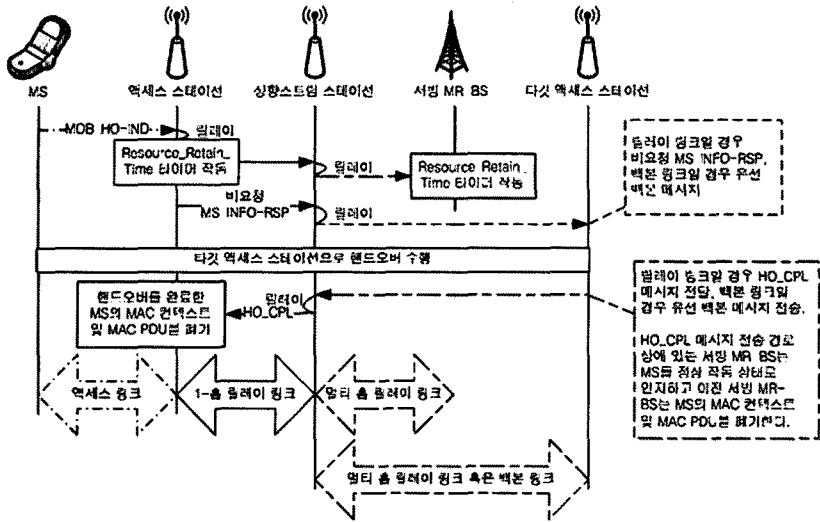 MS
액세스 스테이션
상향스트림 스테이션
서빙 MR BS
다깃 액세스 스테이션
MOB HO-IND
릴레이
Resource_Retain_
Time 타이머 작동
릴레이
Resource Retain
Time 타이머 작동
비요청
MS INFO-RSP
릴레이
릴레이 링크일 경우
비요청 MS INFO-RSP,
백본 링크일 경우 유선
백본 메시지
타깃 액세스 스테이션으로 핸드오버 수행
핸드오버를 완료한
MS의 MAC 컨텍스트
및 MAC PDU를 폐기
릴레이
HO_CPL
릴레이 링크일 경우 HO_CPL
메시지 전달, 백본 링크일
경우 유선 백본 메시지 전송.
HO_CPL 메시지 전송 경로
상에 있는 서빙 MR BS는
MS를 정상 작동 상태로
인지하고 이전 서빙 MR-
BS는 MS의 MAC 컨텍스트
및 MAC PDU를 폐기한다.
액세스 링크
1-홉 릴레이 링크
멀티 홉 릴레이 링크
멀티 홉 릴레이 링크 혹은 백본 링크